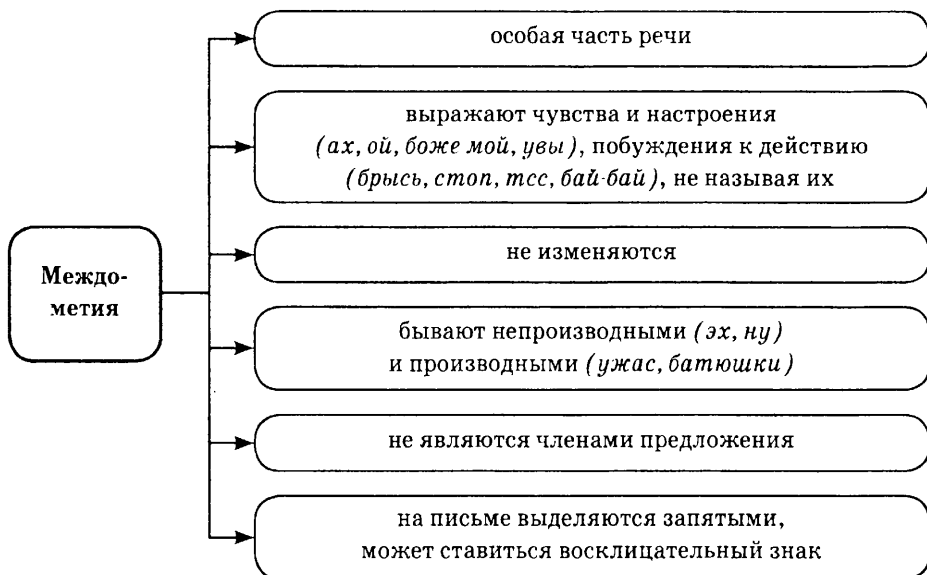 Междо-
метия
особая часть речи
выражают чувства и настроения
(ах, ой, боже мой, увы), побуждения к действию
(брысь, стоп, тсс, бай-бай), не называя их
не изменяются
бывают непроизводными (эх, ну)
и производными (ужас, батюшки)
не являются членами предложения
на письме выделяются запятыми,
может ставиться восклицательный знак